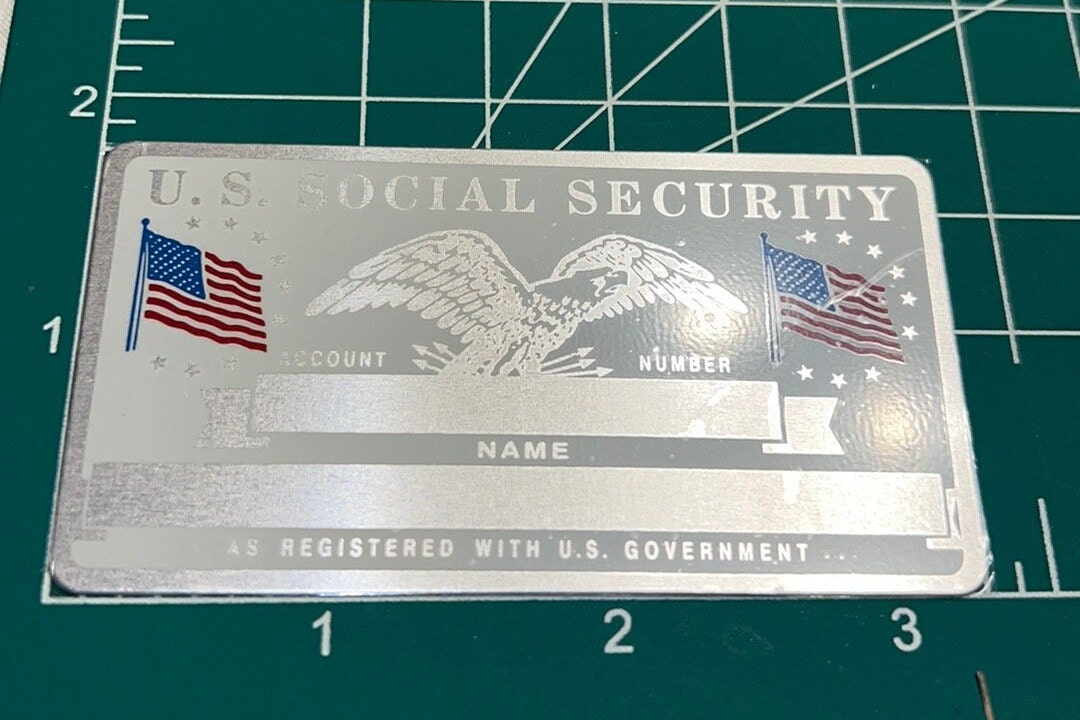 2
U.S. SOCIAL SECURITY
1
ACCOUNT NUMBER
NAME
AS REGISTERED WITH U.S. GOVERNMENT
1 2 3